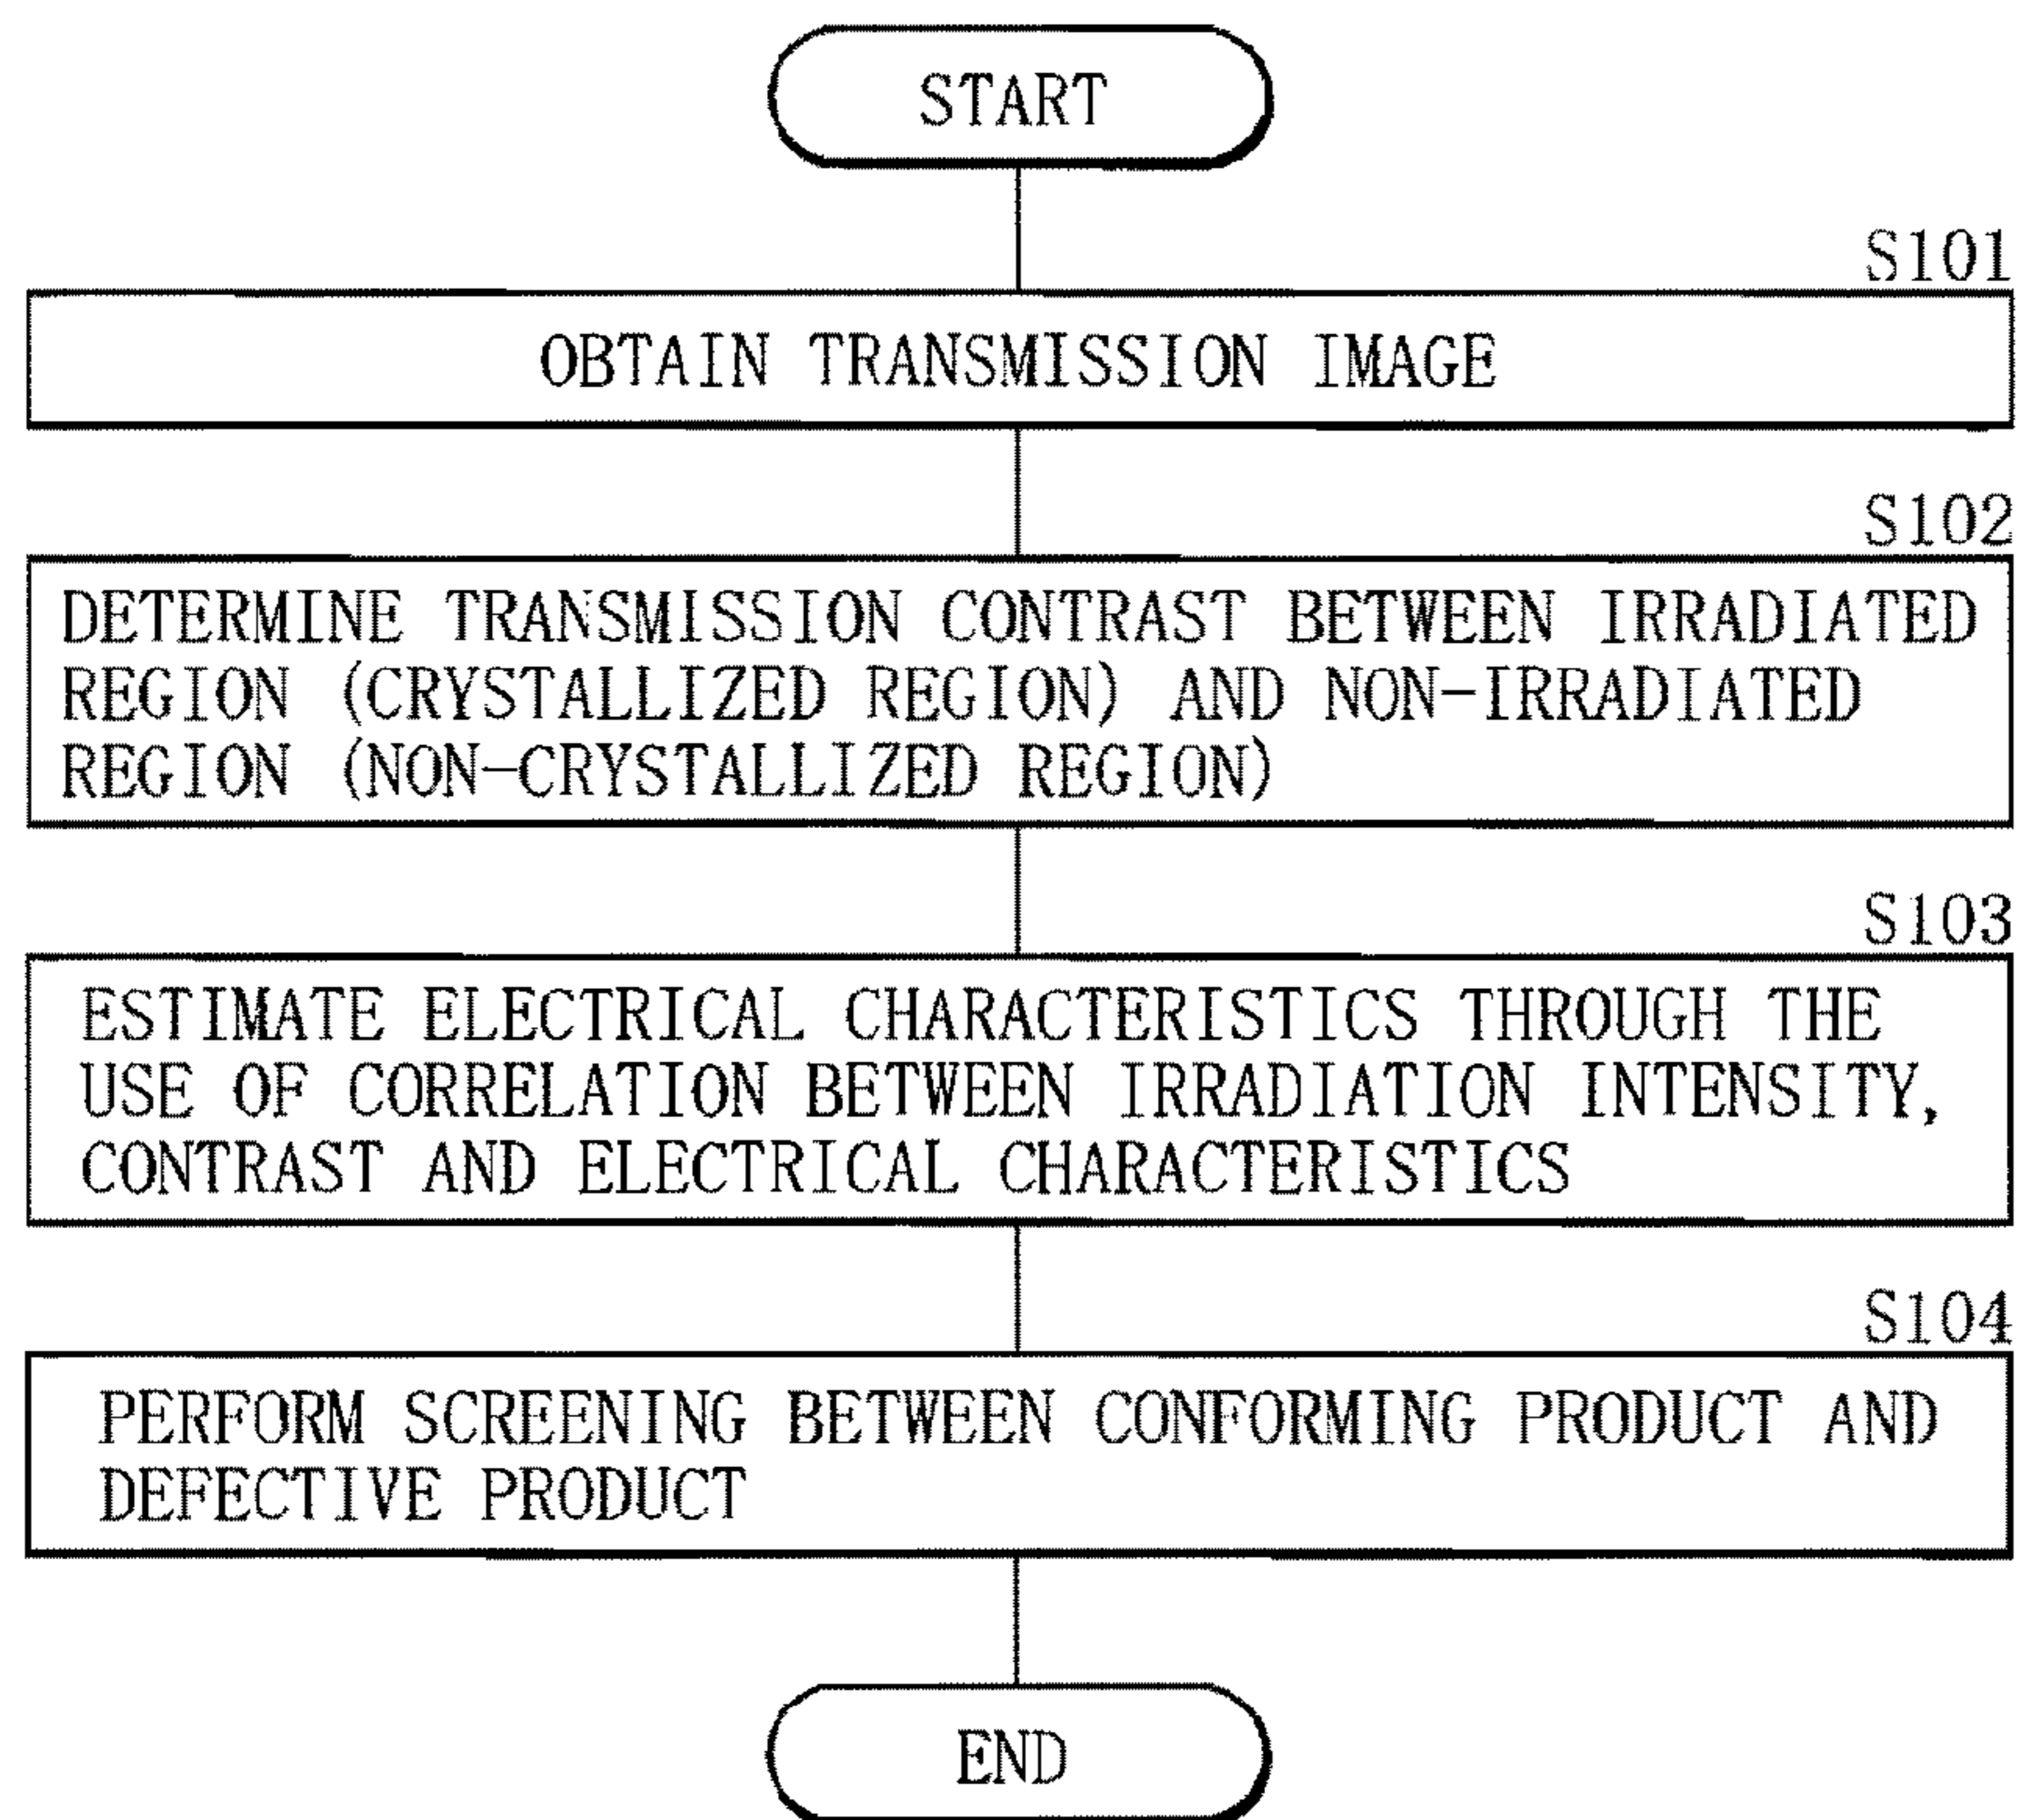 START
S101
OBTAIN TRANSMISSION IMAGE
S102
DETERMINE TRANSMISSION CONTRAST BETWEEN IRRADIATED
REGION (CRYSTALLIZED REGION) AND NON-IRRADIATED
REGION (NON-CRYSTALLIZED REGION)
S103
ESTIMATE ELECTRICAL CHARACTERISTICS THROUGH THE
USE OF CORRELATION BETWEEN IRRADIATION INTENSITY,
CONTRAST AND ELECTRICAL CHARACTERISTICS
S104
PERFORM SCREENING BETWEEN CONFORMING PRODUCT AND
DEFECTIVE PRODUCT
END